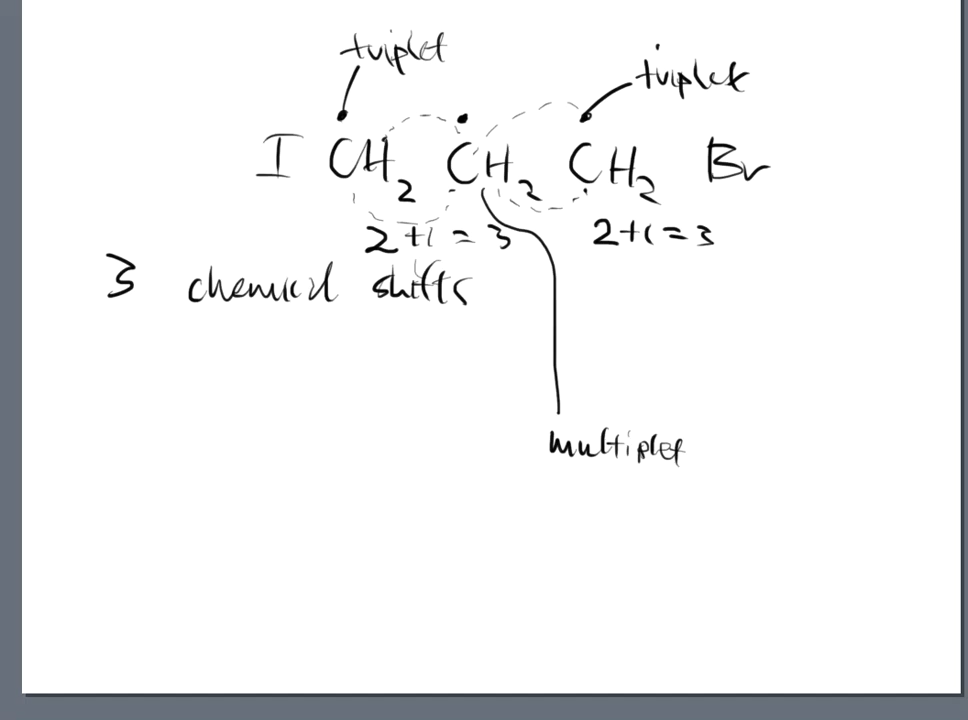 triplet
triplet
I CH₂ CH₂ CH₂ Br
2+1=3
2+1=3
3 chemical shifts
multiplet